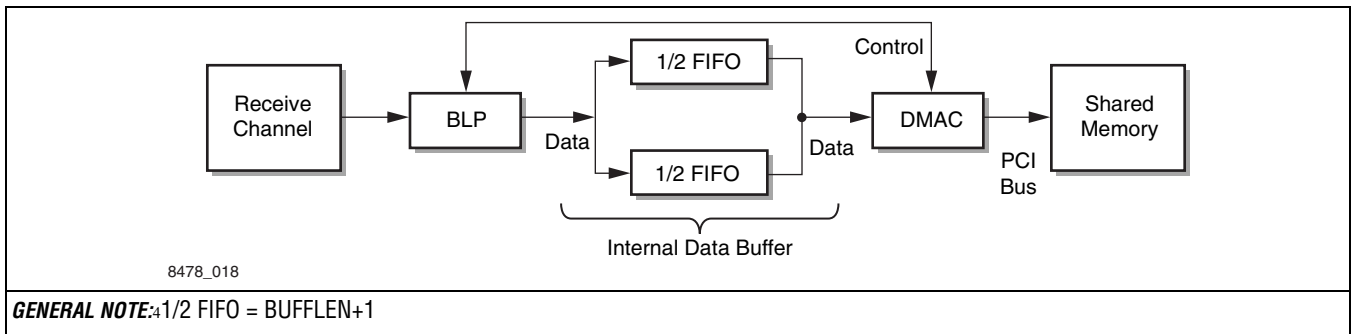 Control
1/2 FIFO
Receive
Channel
BLP
DMAC
Shared
Memory
Data
Data
1/2 FIFO
PCI
Bus
Internal Data Buffer
8478_018
GENERAL NOTE:41/2 FIFO = BUFFLEN+1